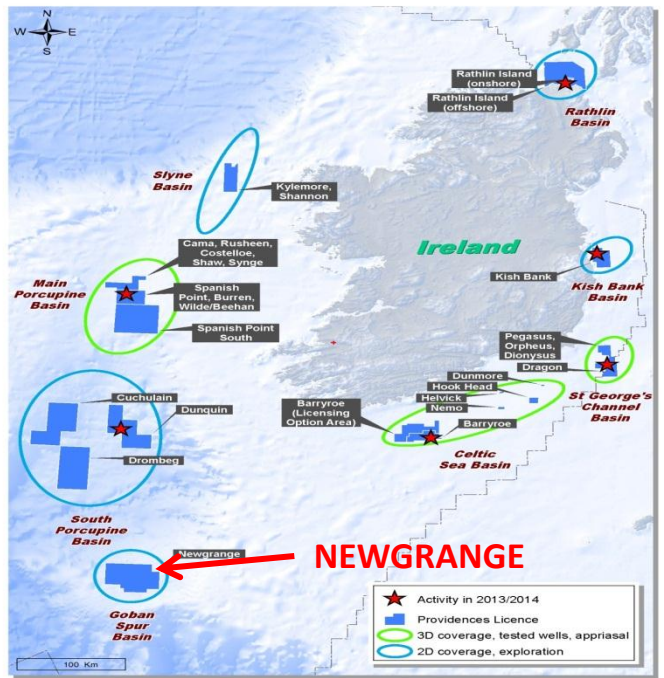 N
W
E
S
Rathlin Island
(onshore)
Rathlin Island
(offshore)
Rathlin
Basin
Slyne
Basin
Kylemore,
Shannon
Cama, Rusheen,
Costelloe,
Shaw, Synge
Ireland
Main
Porcupine
Basin
Spanish
Point, Burren,
Wilde/Beehan
Spanish Point
South
Kish Bank
Kish Bank
Basin
Pegasus,
Orpheus,
Dionysus
Dragon
St George's
Channel
Basin
Dunmore
Hook Head
Helvick
Nemo
Barryroe
(Licensing
Option Area)
Barryroe
Celtic
Sea Basin
Cuchulain
Dunquin
Drombeg
South
Porcupine
Basin
Newgrange
NEWGRANGE
Goban
Spur
Basin
Activity in 2013/2014
Providences Licence
3D coverage, tested wells, appriasal
2D coverage, exploration
100 Km